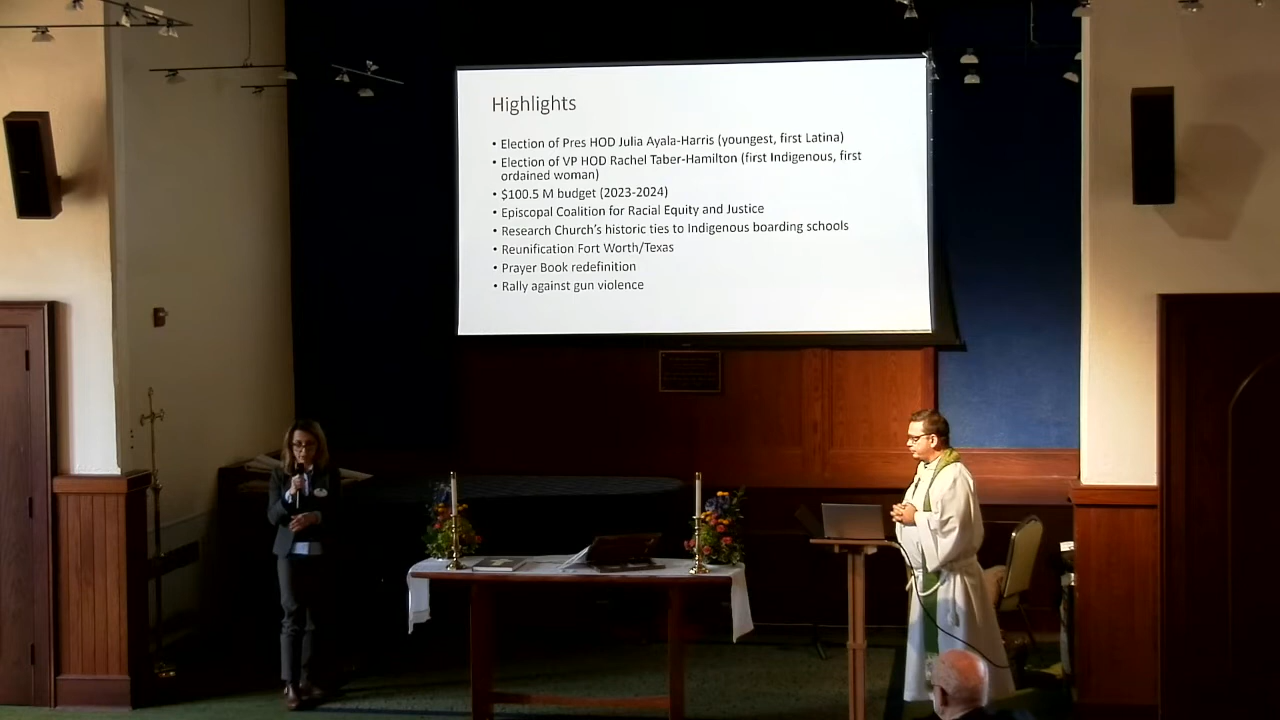 Highlights
• Election of Pres HOD Julia Ayala-Harris (youngest, first Latina)
• Election of VP HOD Rachel Taber-Hamilton (first Indigenous, first
ordained woman)
• $100.5 M budget (2023-2024)
• Episcopal Coalition for Racial Equity and Justice
• Research Church's historic ties to Indigenous boarding schools
• Reunification Fort Worth/Texas
• Prayer Book redefinition
• Rally against gun violence